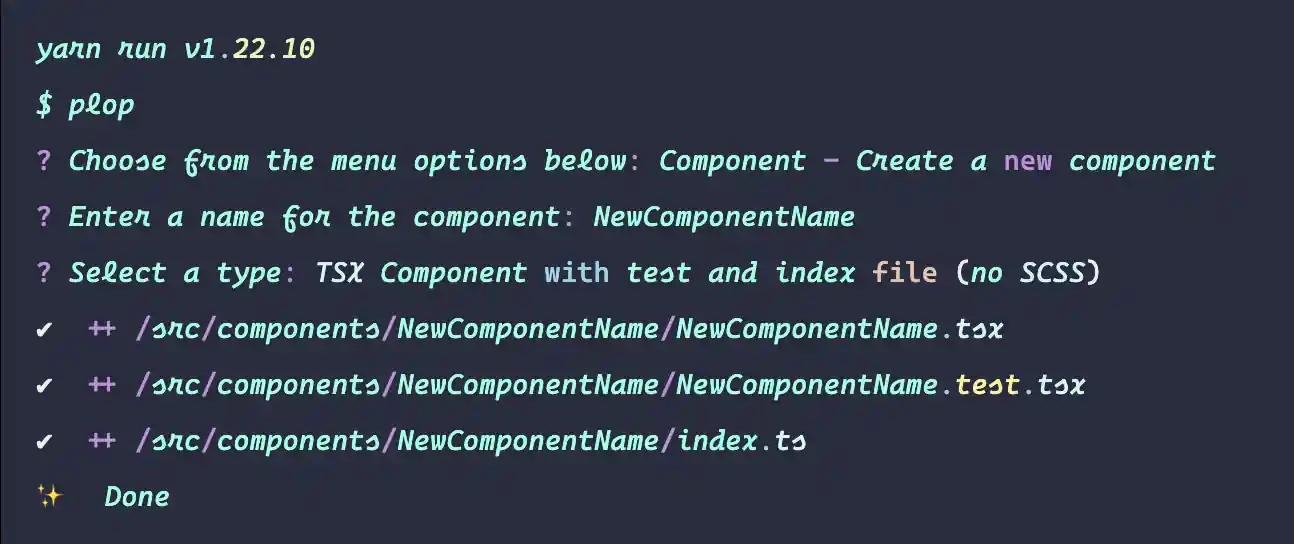 yarn run v1.22.10
$ plop
? Choose from the menu options below: Component - Create a new component
? Enter a name for the component: NewComponentName
? Select a type: TSX Component with test and index file (no SCSS)
✔ ++ /src/components/NewComponentName/NewComponentName.tsx
✔ ++ /src/components/NewComponentName/NewComponentName.test.tsx
✔ ++ /src/components/NewComponentName/index.ts
✨ Done